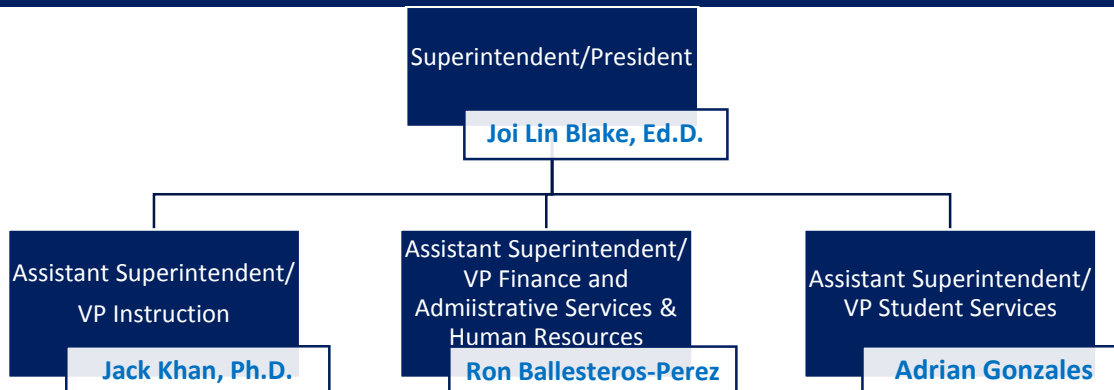 Superintendent/President
Joi Lin Blake, Ed.D.
Assistant Superintendent/
VP Instruction
Jack Khan, Ph.D.
Assistant Superintendent/
VP Finance and
Admiistrative Services &
Human Resources
Ron Ballesteros-Perez
Assistant Superintendent/
VP Student Services
Adrian Gonzales